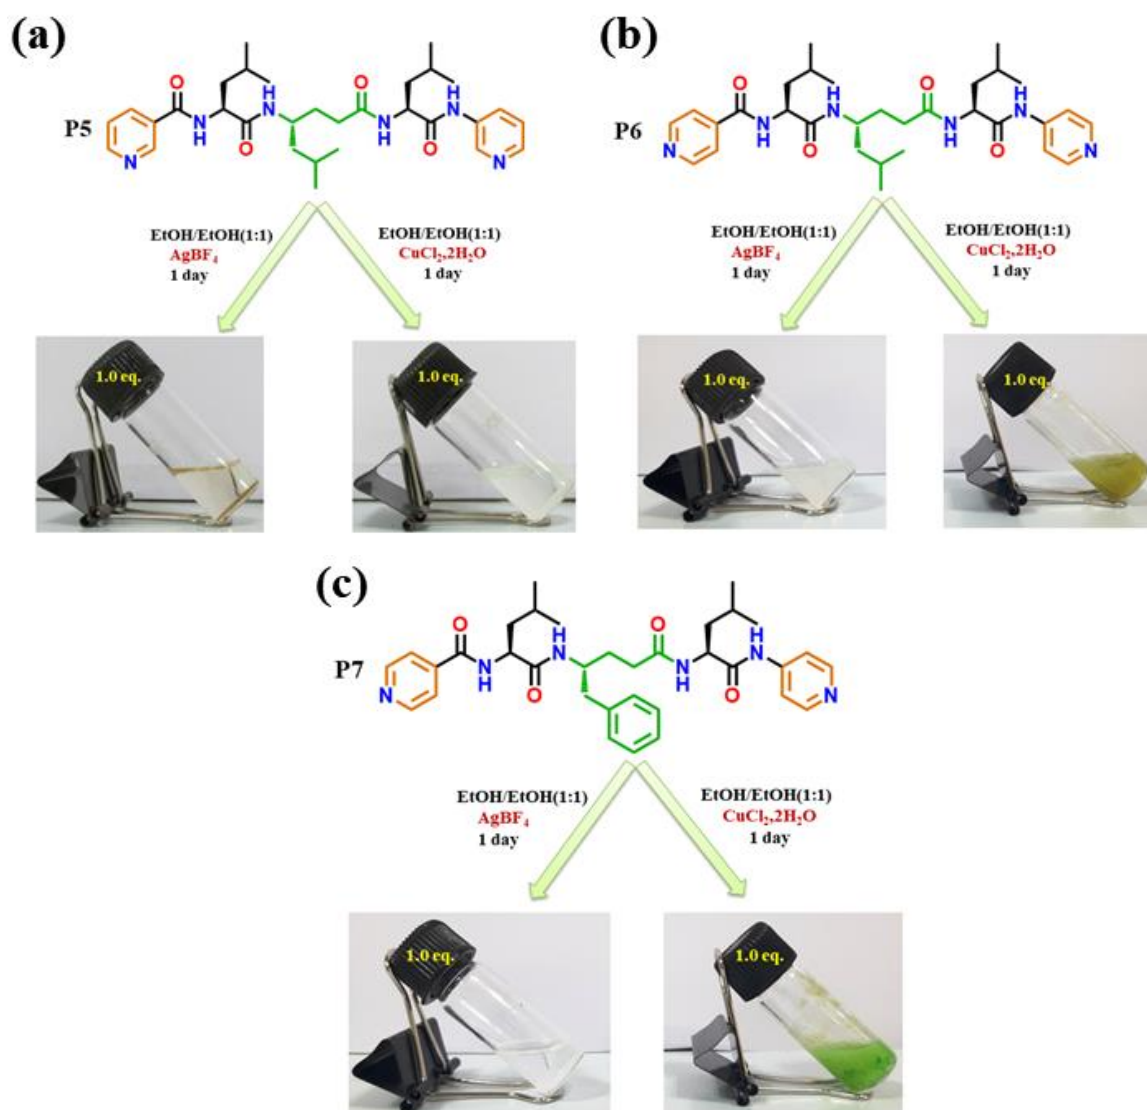 (a)
P5
O
H
N
O
N
H
O
N
H
O
H
N
N
N
EtOH/EtOH(1:1)
AgBF₄
1 day
EtOH/EtOH(1:1)
CuCl₂,2H₂O
1 day
1.0 eq.
1.0 eq.
(b)
P6
O
H
N
O
N
H
O
N
H
O
H
N
N
N
EtOH/EtOH(1:1)
AgBF₄
1 day
EtOH/EtOH(1:1)
CuCl₂,2H₂O
1 day
1.0 eq.
1.0 eq.
(c)
P7
O
H
N
O
N
H
O
N
H
O
H
N
N
N
EtOH/EtOH(1:1)
AgBF₄
1 day
EtOH/EtOH(1:1)
CuCl₂,2H₂O
1 day
1.0 eq.
1.0 eq.